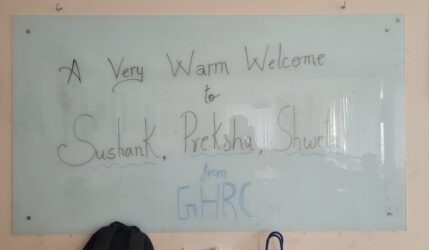 A Very Warm Welcome
to
Sushank, Preksha, Shweta
from
GHRC